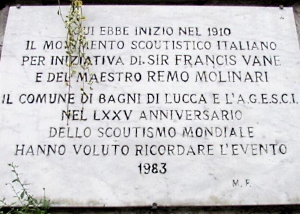 QUI EBBE INIZIO NEL 1910
IL MOVIMENTO SCOUTISTICO ITALIANO
PER INIZIATIVA DI SIR FRANCIS VANE
E DEL MAESTRO REMO MOLINARI
IL COMUNE DI BAGNI DI LUCCA E L'A.G.E.S.C.I.
NEL LXXV ANNIVERSARIO
DELLO SCOUTISMO MONDIALE
HANNO VOLUTO RICORDARE L'EVENTO
1983
M. F.